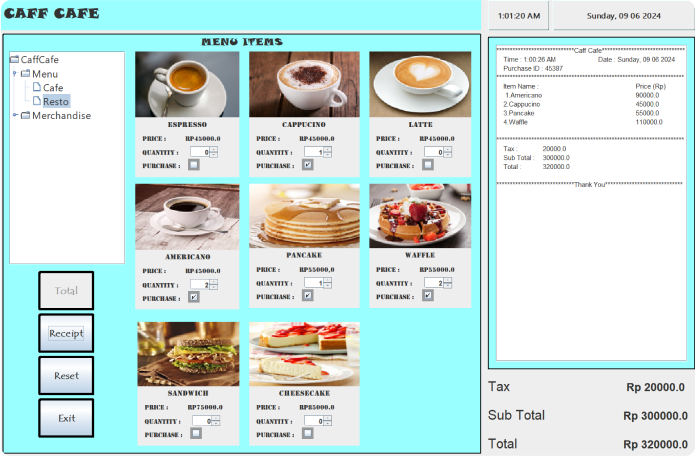 CAFF CAFE
1:01:20 AM
Sunday, 09 06 2024
MENU ITEMS
CaffCafe
Menu
Cafe
Resto
Merchandise
ESPRESSO
PRICE : RP45000.0
QUANTITY : 0
PURCHASE :
CAPPUCINO
PRICE : RP45000.0
QUANTITY : 1
PURCHASE :
LATTE
PRICE : RP45000.0
QUANTITY : 0
PURCHASE :
AMERICANO
PRICE : RP45000.0
QUANTITY : 2
PURCHASE :
PANCAKE
PRICE : RP55000,0
QUANTITY : 1
PURCHASE :
WAFFLE
PRICE : RP55000.0
QUANTITY : 2
PURCHASE :
SANDWICH
PRICE : RP75000.0
QUANTITY : 0
PURCHASE :
CHEESECAKE
PRICE : RP85000.0
QUANTITY : 0
PURCHASE :
Total
Receipt
Reset
Exit
Caff Cafe
Time : 1:00:26 AM Date : Sunday, 09 06 2024
Purchase ID : 45387
Item Name : Price (Rp)
1.Americano 90000.0
2.Cappucino 45000.0
3.Pancake 55000.0
4.Waffle 110000.0
Tax : 20000.0
Sub Total : 300000.0
Total : 320000.0
Thank You
Tax Rp 20000.0
Sub Total Rp 300000.0
Total Rp 320000.0